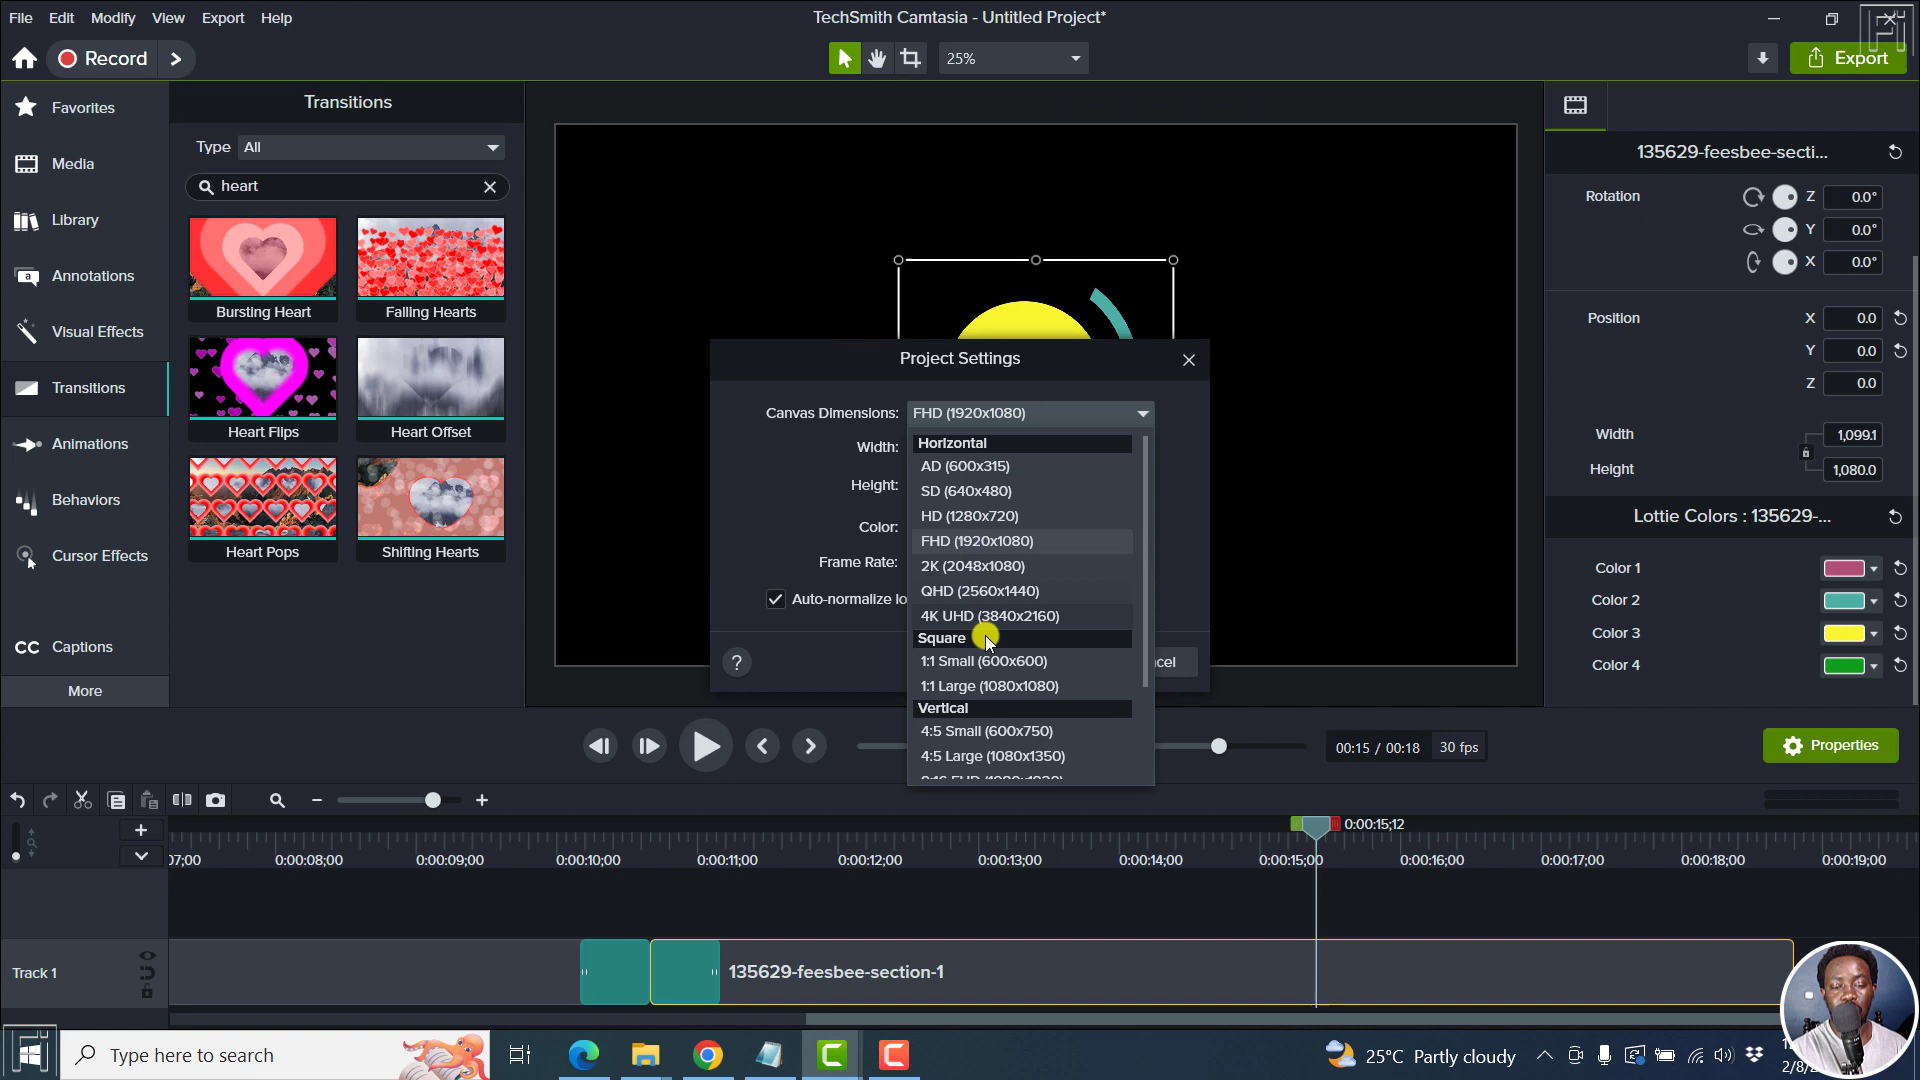 File Edit Modify View Export Help
TechSmith Camtasia - Untitled Project*
Record
25%
Export
Favorites
Media
Library
Annotations
Visual Effects
Transitions
Animations
Behaviors
Cursor Effects
CC Captions
More
Transitions
Type All
heart
Bursting Heart
Falling Hearts
Heart Flips
Heart Offset
Heart Pops
Shifting Hearts
Project Settings
Canvas Dimensions: FHD (1920x1080)
Width:
Height:
Color:
Frame Rate:
Auto-normalize lo
?
cel
Horizontal
AD (600x315)
SD (640x480)
HD (1280x720)
FHD (1920x1080)
2K (2048x1080)
QHD (2560x1440)
4K UHD (3840x2160)
Square
1:1 Small (600x600)
1:1 Large (1080x1080)
Vertical
4:5 Small (600x750)
4:5 Large (1080x1350)
135629-feesbee-secti...
Rotation Z 0.0°
Y 0.0°
X 0.0°
Position X 0.0
Y 0.0
Z 0.0
Width 1,099.1
Height 1,080.0
Lottie Colors : 135629-...
Color 1
Color 2
Color 3
Color 4
00:15 / 00:18 30 fps
Properties
0:00:15;12
07;00 0:00:08;00 0:00:09;00 0:00:10;00 0:00:11;00 0:00:12;00 0:00:13;00 0:00:14;00 0:00:15;00 0:00:16;00 0:00:17;00 0:00:18;00 0:00:19;00
Track 1
135629-feesbee-section-1
Type here to search
25°C Partly cloudy
2/8/